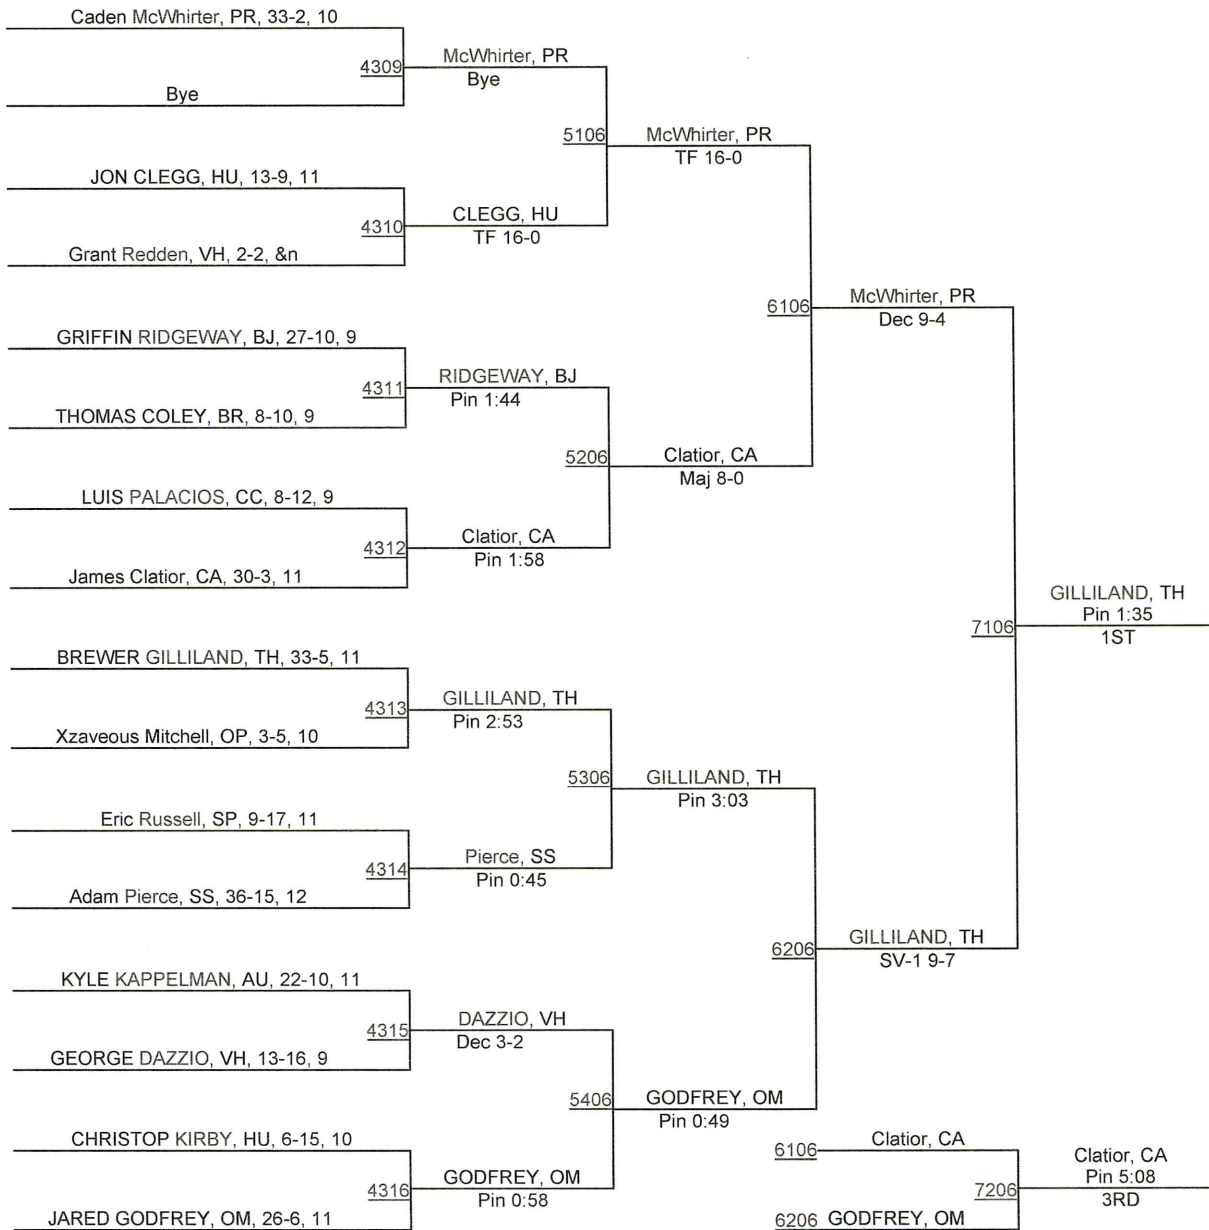 Caden McWhirter, PR, 33-2, 10
4309
McWhirter, PR
Bye
Bye
5106
McWhirter, PR
TF 16-0
JON CLEGG, HU, 13-9, 11
4310
CLEGG, HU
TF 16-0
Grant Redden, VH, 2-2, &n
6106
McWhirter, PR
Dec 9-4
GRIFFIN RIDGEWAY, BJ, 27-10, 9
4311
RIDGEWAY, BJ
Pin 1:44
THOMAS COLEY, BR, 8-10, 9
5206
Clatior, CA
Maj 8-0
LUIS PALACIOS, CC, 8-12, 9
4312
Clatior, CA
Pin 1:58
James Clatior, CA, 30-3, 11
7106
GILLILAND, TH
Pin 1:35
1ST
BREWER GILLILAND, TH, 33-5, 11
4313
GILLILAND, TH
Pin 2:53
Xzaveous Mitchell, OP, 3-5, 10
5306
GILLILAND, TH
Pin 3:03
Eric Russell, SP, 9-17, 11
4314
Pierce, SS
Pin 0:45
Adam Pierce, SS, 36-15, 12
6206
GILLILAND, TH
SV-1 9-7
KYLE KAPPELMAN, AU, 22-10, 11
4315
DAZZIO, VH
Dec 3-2
GEORGE DAZZIO, VH, 13-16, 9
5406
GODFREY, OM
Pin 0:49
CHRISTOP KIRBY, HU, 6-15, 10
4316
GODFREY, OM
Pin 0:58
JARED GODFREY, OM, 26-6, 11
6106
Clatior, CA
7206
Clatior, CA
Pin 5:08
3RD
6206
GODFREY, OM